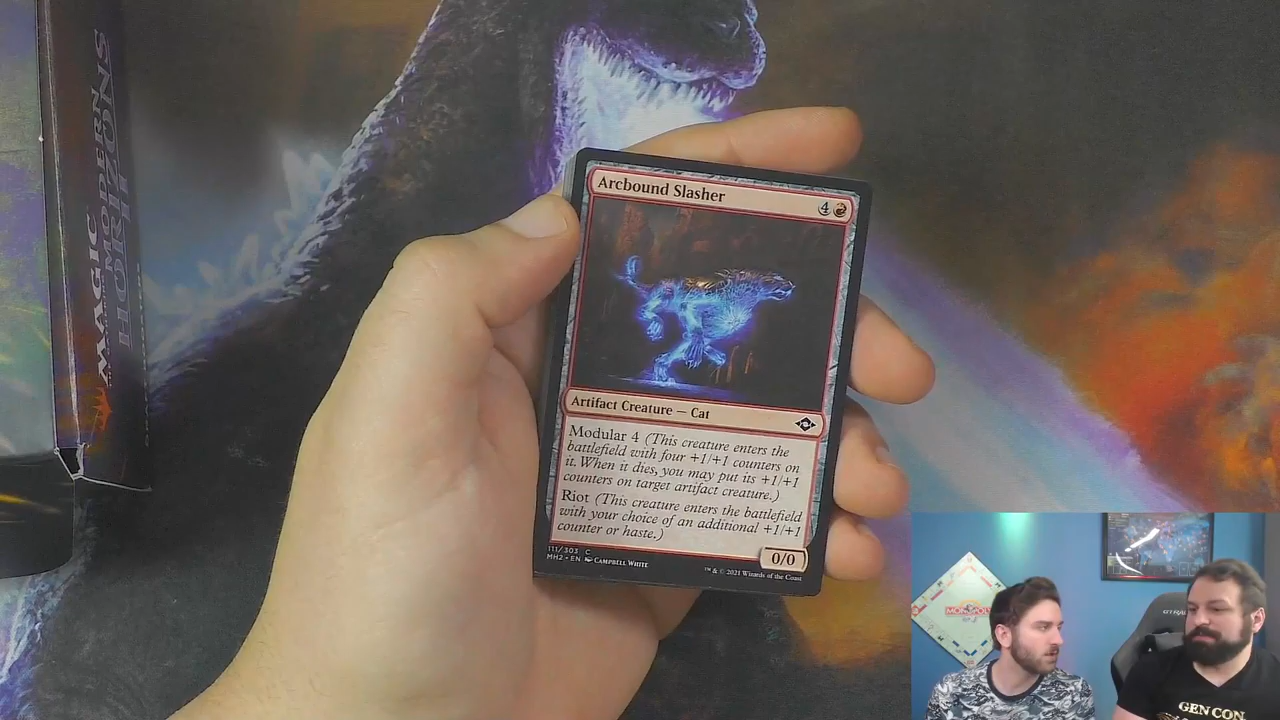 MAGIC
MODERN
HORIZONS
Arcbound Slasher
4
Artifact Creature — Cat
Modular 4 (This creature enters the
battlefield with four +1/+1 counters on
it. When it dies, you may put its +1/+1
counters on target artifact creature.)
Riot (This creature enters the battlefield
with your choice of an additional +1/+1
counter or haste.)
111/303 C
MH2 • EN CAMPBELL WHITE
0/0
™ & © 2021 Wizards of the Coast
MONOPOLY
GEN CON